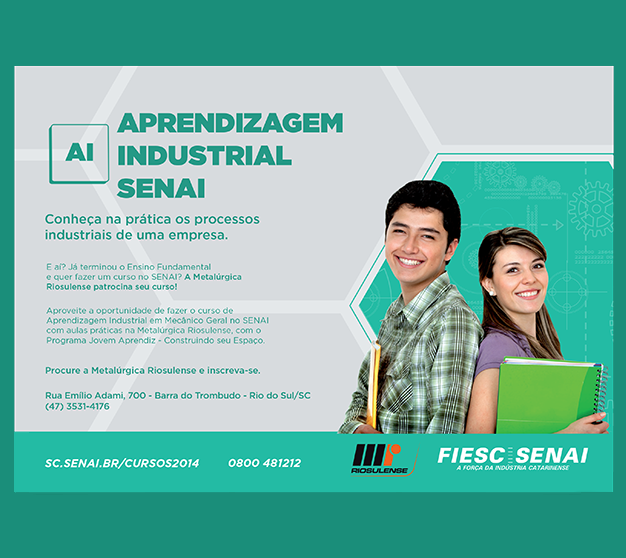 AI
APRENDIZAGEM
INDUSTRIAL
SENAI
Conheça na prática os processos
industriais de uma empresa.
E aí? Já terminou o Ensino Fundamental
e quer fazer um curso no SENAI? A Metalúrgica
Riosulense patrocina seu curso!
Aproveite a oportunidade de fazer o curso de
Aprendizagem Industrial em Mecânico Geral no SENAI
com aulas práticas na Metalúrgica Riosulense, com o
Programa Jovem Aprendiz - Construindo seu Espaço.
Procure a Metalúrgica Riosulense e inscreva-se.
Rua Emílio Adami, 700 - Barra do Trombudo - Rio do Sul/SC
(47) 3531-4176
SC.SENAI.BR/CURSOS2014 0800 481212
RIOSULENSE
FIESC SENAI
A FORÇA DA INDÚSTRIA CATARINENSE